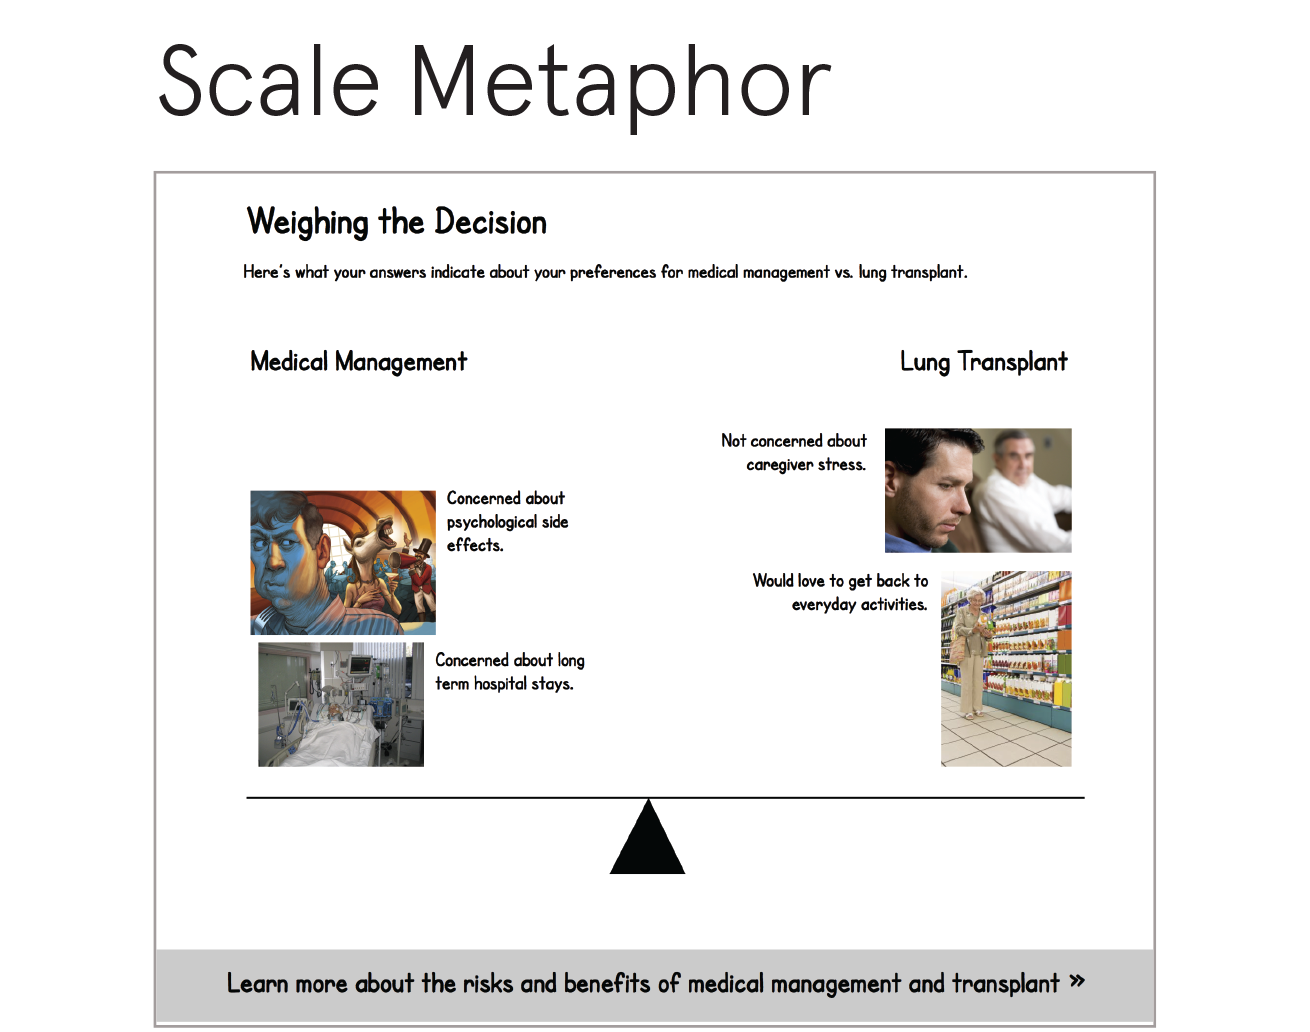 Scale Metaphor
Weighing the Decision
Here's what your answers indicate about your preferences for medical management vs. lung transplant.
Medical Management
Lung Transplant
Not concerned about
caregiver stress.
Concerned about
psychological side
effects.
Would love to get back to
everyday activities.
Concerned about long
term hospital stays.
Learn more about the risks and benefits of medical management and transplant »